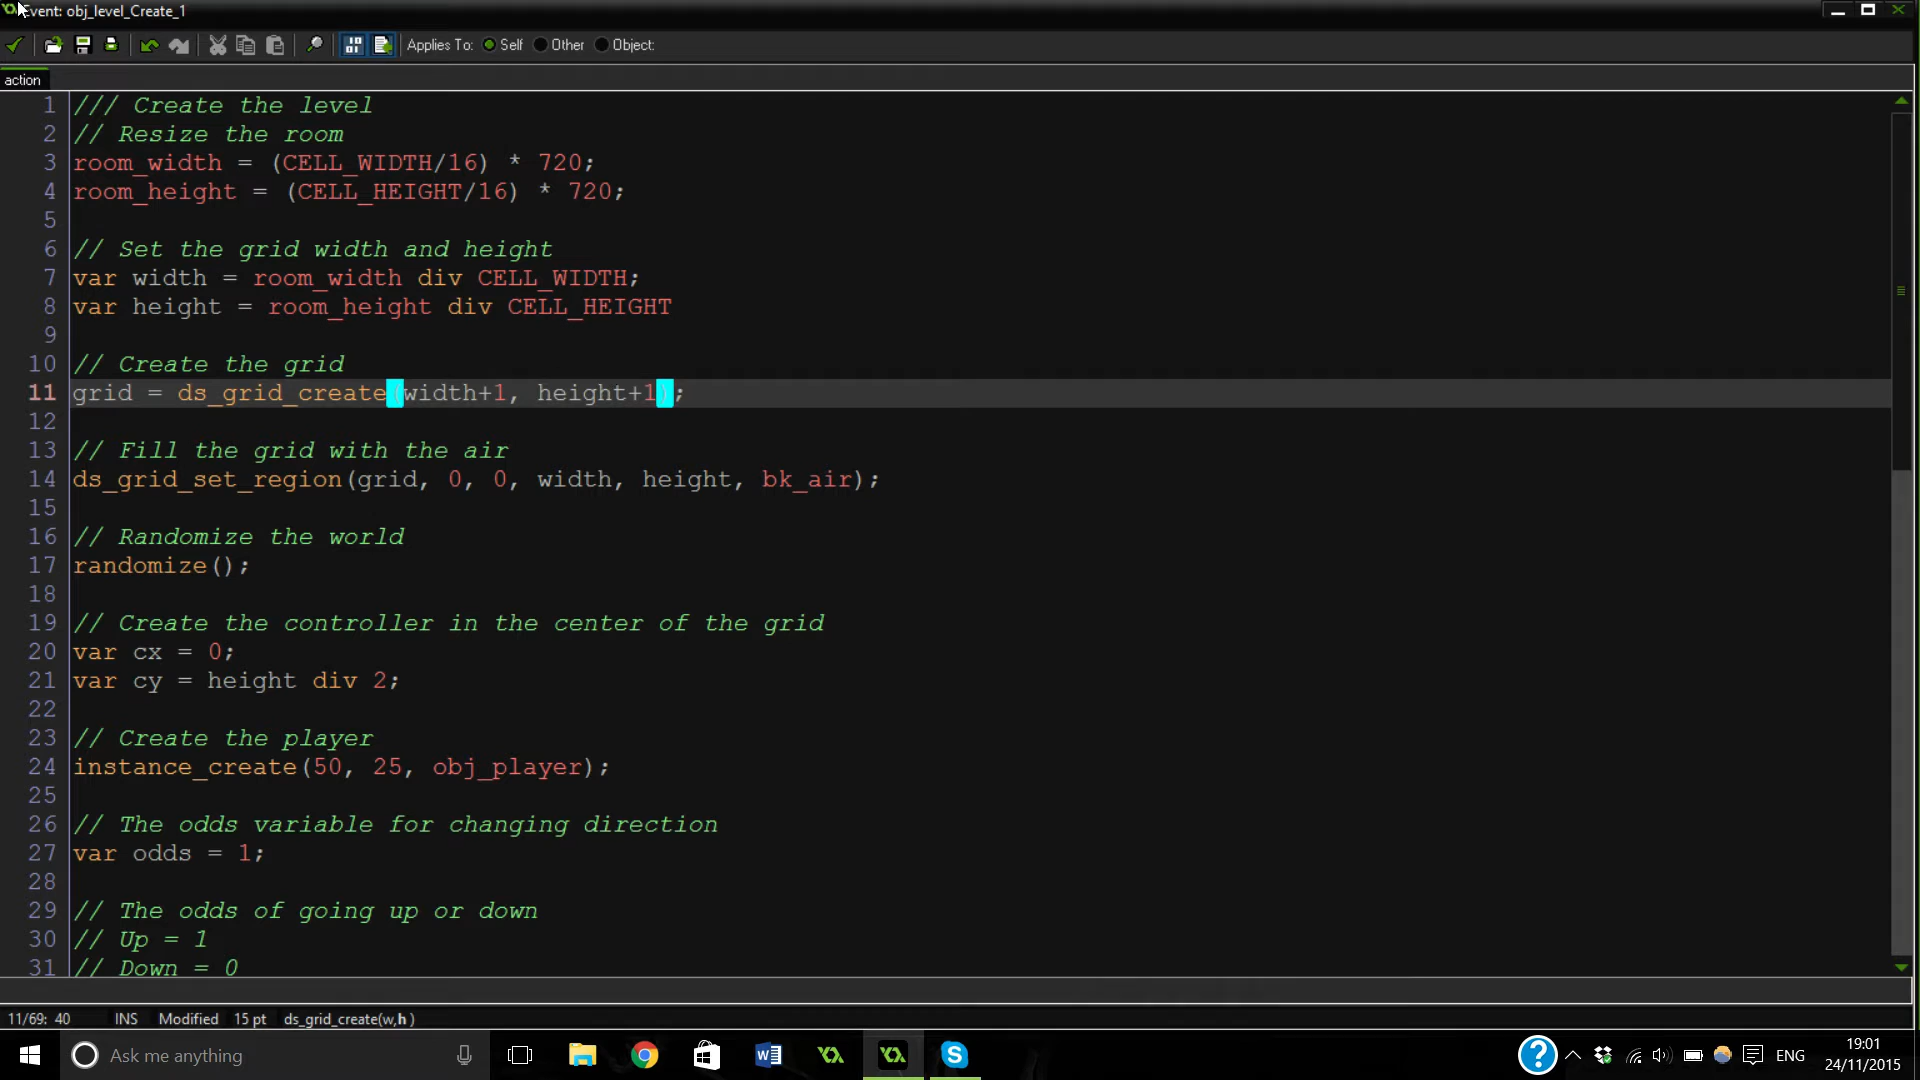 Event: obj_level_Create_1
Applies To: Self Other Object:
action
1 /// Create the level
2 // Resize the room
3 room_width = (CELL_WIDTH/16) * 720;
4 room_height = (CELL_HEIGHT/16) * 720;
5
6 // Set the grid width and height
7 var width = room_width div CELL_WIDTH;
8 var height = room_height div CELL_HEIGHT
9
10 // Create the grid
11 grid = ds_grid_create(width+1, height+1);
12
13 // Fill the grid with the air
14 ds_grid_set_region(grid, 0, 0, width, height, bk_air);
15
16 // Randomize the world
17 randomize();
18
19 // Create the controller in the center of the grid
20 var cx = 0;
21 var cy = height div 2;
22
23 // Create the player
24 instance_create(50, 25, obj_player);
25
26 // The odds variable for changing direction
27 var odds = 1;
28
29 // The odds of going up or down
30 // Up = 1
31 // Down = 0
11/69: 40 INS Modified 15 pt ds_grid_create(w,h )
Ask me anything
ENG
19:01
24/11/2015